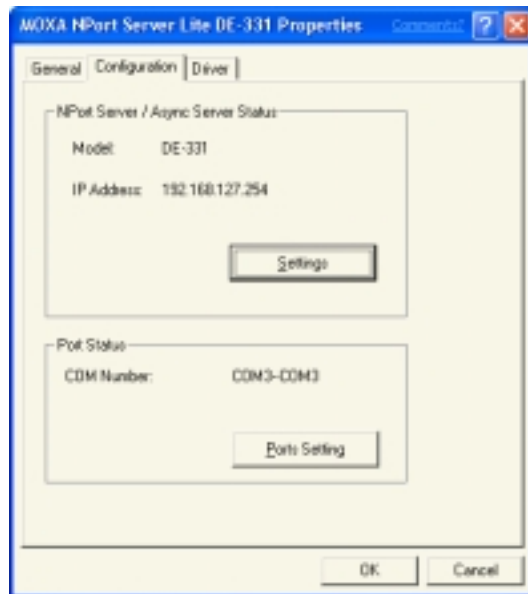 MOXA NPort Server Lite DE-331 Properties Comments? ? X
General Configuration Driver
NPort Server / Async Server Status
Model: DE-331
IP Address: 192.168.127.254
Settings
Port Status
COM Number: COM3~COM3
Ports Setting
OK Cancel